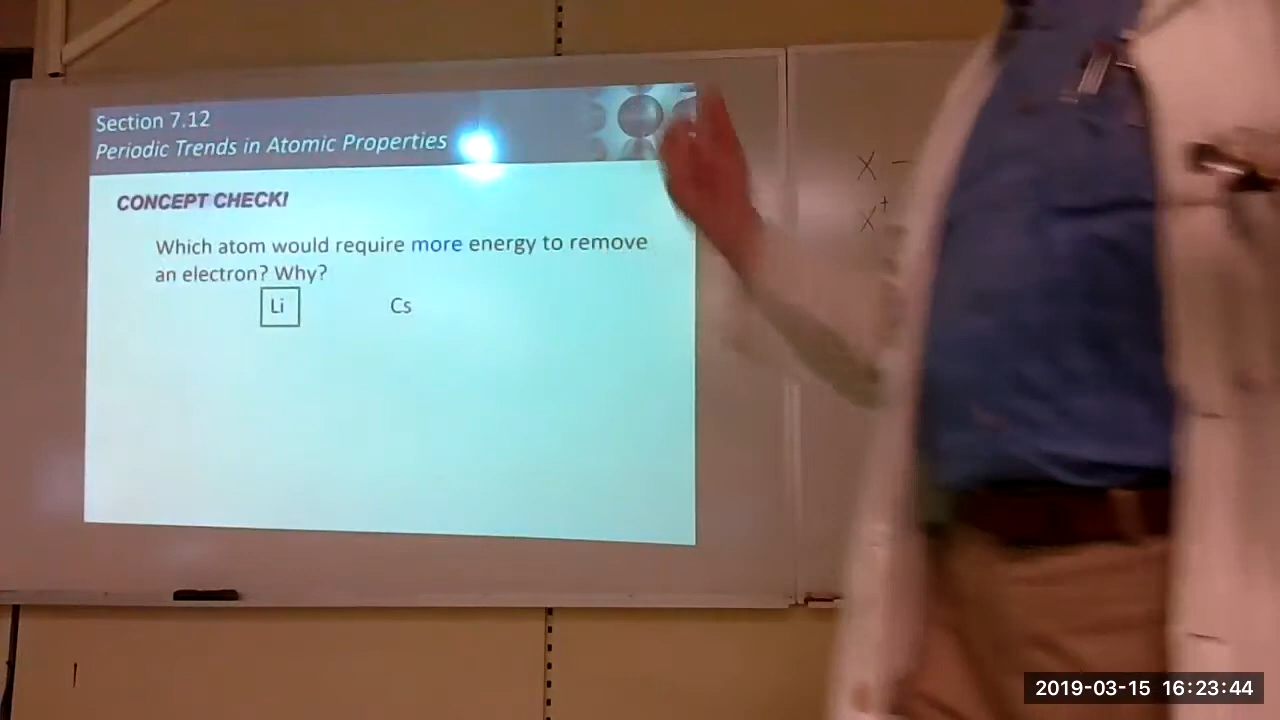 Section 7.12
Periodic Trends in Atomic Properties
CONCEPT CHECK!
Which atom would require more energy to remove
an electron? Why?
Li Cs
X –
X⁺
2019-03-15 16:23:44